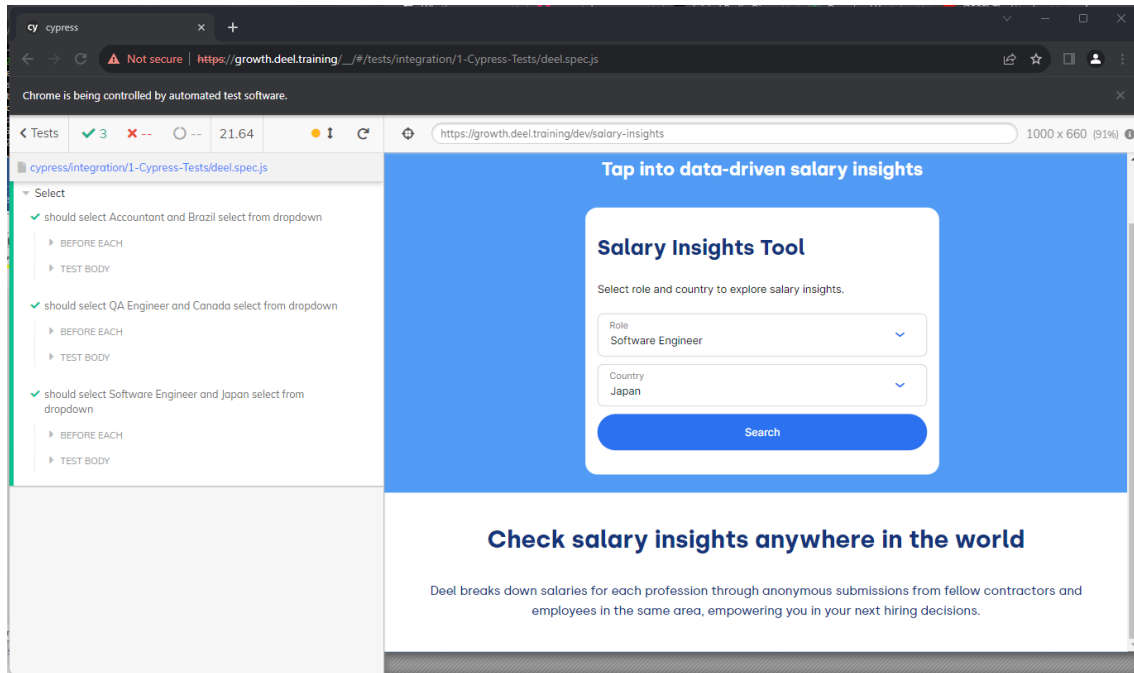 cy cypress
Not secure https://growth.deel.training/__/#/tests/integration/1-Cypress-Tests/deel.spec.js
Chrome is being controlled by automated test software.
Tests 3 -- -- 21.64
https://growth.deel.training/dev/salary-insights 1000 x 660 (91%)
cypress/integration/1-Cypress-Tests/deel.spec.js
Select
should select Accountant and Brazil select from dropdown
BEFORE EACH
TEST BODY
should select QA Engineer and Canada select from dropdown
BEFORE EACH
TEST BODY
should select Software Engineer and Japan select from
dropdown
BEFORE EACH
TEST BODY
Tap into data-driven salary insights
Salary Insights Tool
Select role and country to explore salary insights.
Role
Software Engineer
Country
Japan
Search
Check salary insights anywhere in the world
Deel breaks down salaries for each profession through anonymous submissions from fellow contractors and
employees in the same area, empowering you in your next hiring decisions.